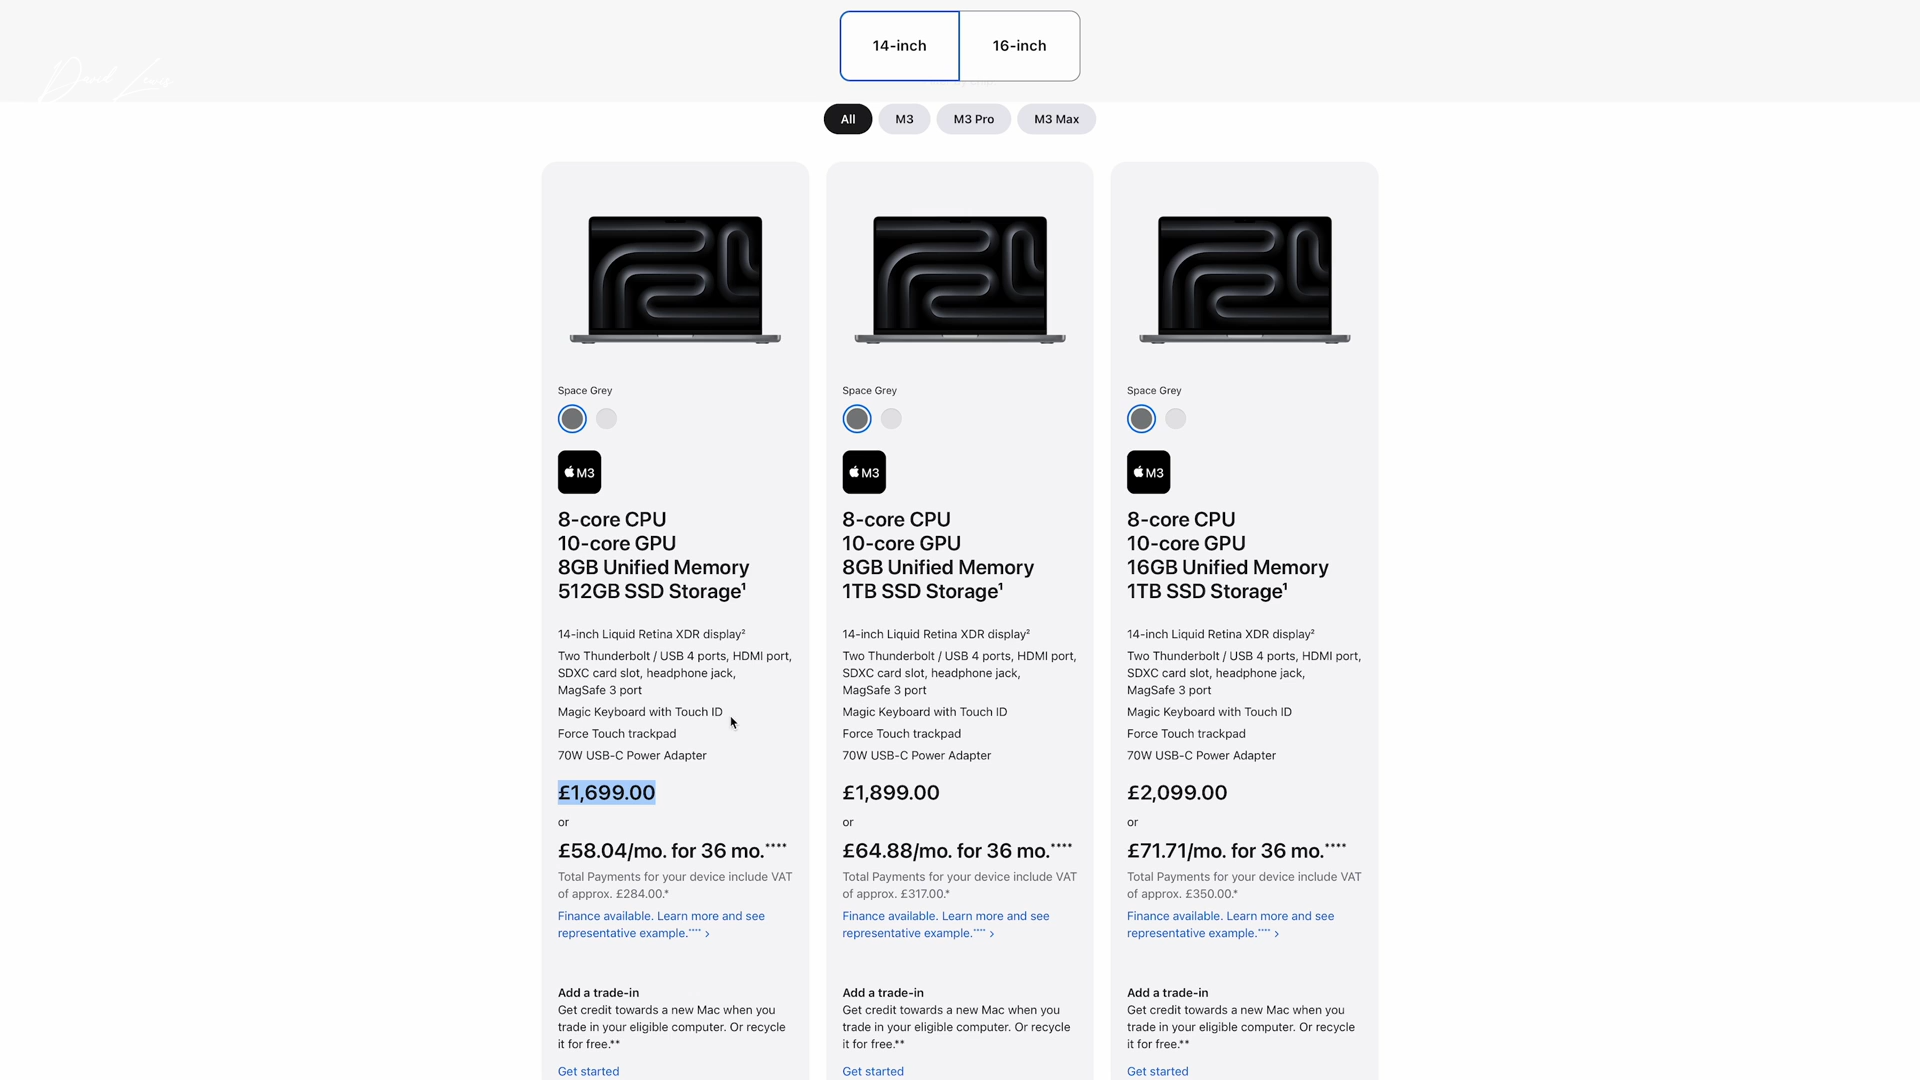 David Lewis
14-inch
16-inch
All
M3
M3 Pro
M3 Max
Space Grey
M3
8-core CPU
10-core GPU
8GB Unified Memory
512GB SSD Storage¹
14-inch Liquid Retina XDR display²
Two Thunderbolt / USB 4 ports, HDMI port,
SDXC card slot, headphone jack,
MagSafe 3 port
Magic Keyboard with Touch ID
Force Touch trackpad
70W USB-C Power Adapter
£1,699.00
or
£58.04/mo. for 36 mo.****
Total Payments for your device include VAT
of approx. £284.00.*
Finance available. Learn more and see
representative example.**** >
Add a trade-in
Get credit towards a new Mac when you
trade in your eligible computer. Or recycle
it for free.**
Get started
Space Grey
M3
8-core CPU
10-core GPU
8GB Unified Memory
1TB SSD Storage¹
14-inch Liquid Retina XDR display²
Two Thunderbolt / USB 4 ports, HDMI port,
SDXC card slot, headphone jack,
MagSafe 3 port
Magic Keyboard with Touch ID
Force Touch trackpad
70W USB-C Power Adapter
£1,899.00
or
£64.88/mo. for 36 mo.****
Total Payments for your device include VAT
of approx. £317.00.*
Finance available. Learn more and see
representative example.**** >
Add a trade-in
Get credit towards a new Mac when you
trade in your eligible computer. Or recycle
it for free.**
Get started
Space Grey
M3
8-core CPU
10-core GPU
16GB Unified Memory
1TB SSD Storage¹
14-inch Liquid Retina XDR display²
Two Thunderbolt / USB 4 ports, HDMI port,
SDXC card slot, headphone jack,
MagSafe 3 port
Magic Keyboard with Touch ID
Force Touch trackpad
70W USB-C Power Adapter
£2,099.00
or
£71.71/mo. for 36 mo.****
Total Payments for your device include VAT
of approx. £350.00.*
Finance available. Learn more and see
representative example.**** >
Add a trade-in
Get credit towards a new Mac when you
trade in your eligible computer. Or recycle
it for free.**
Get started